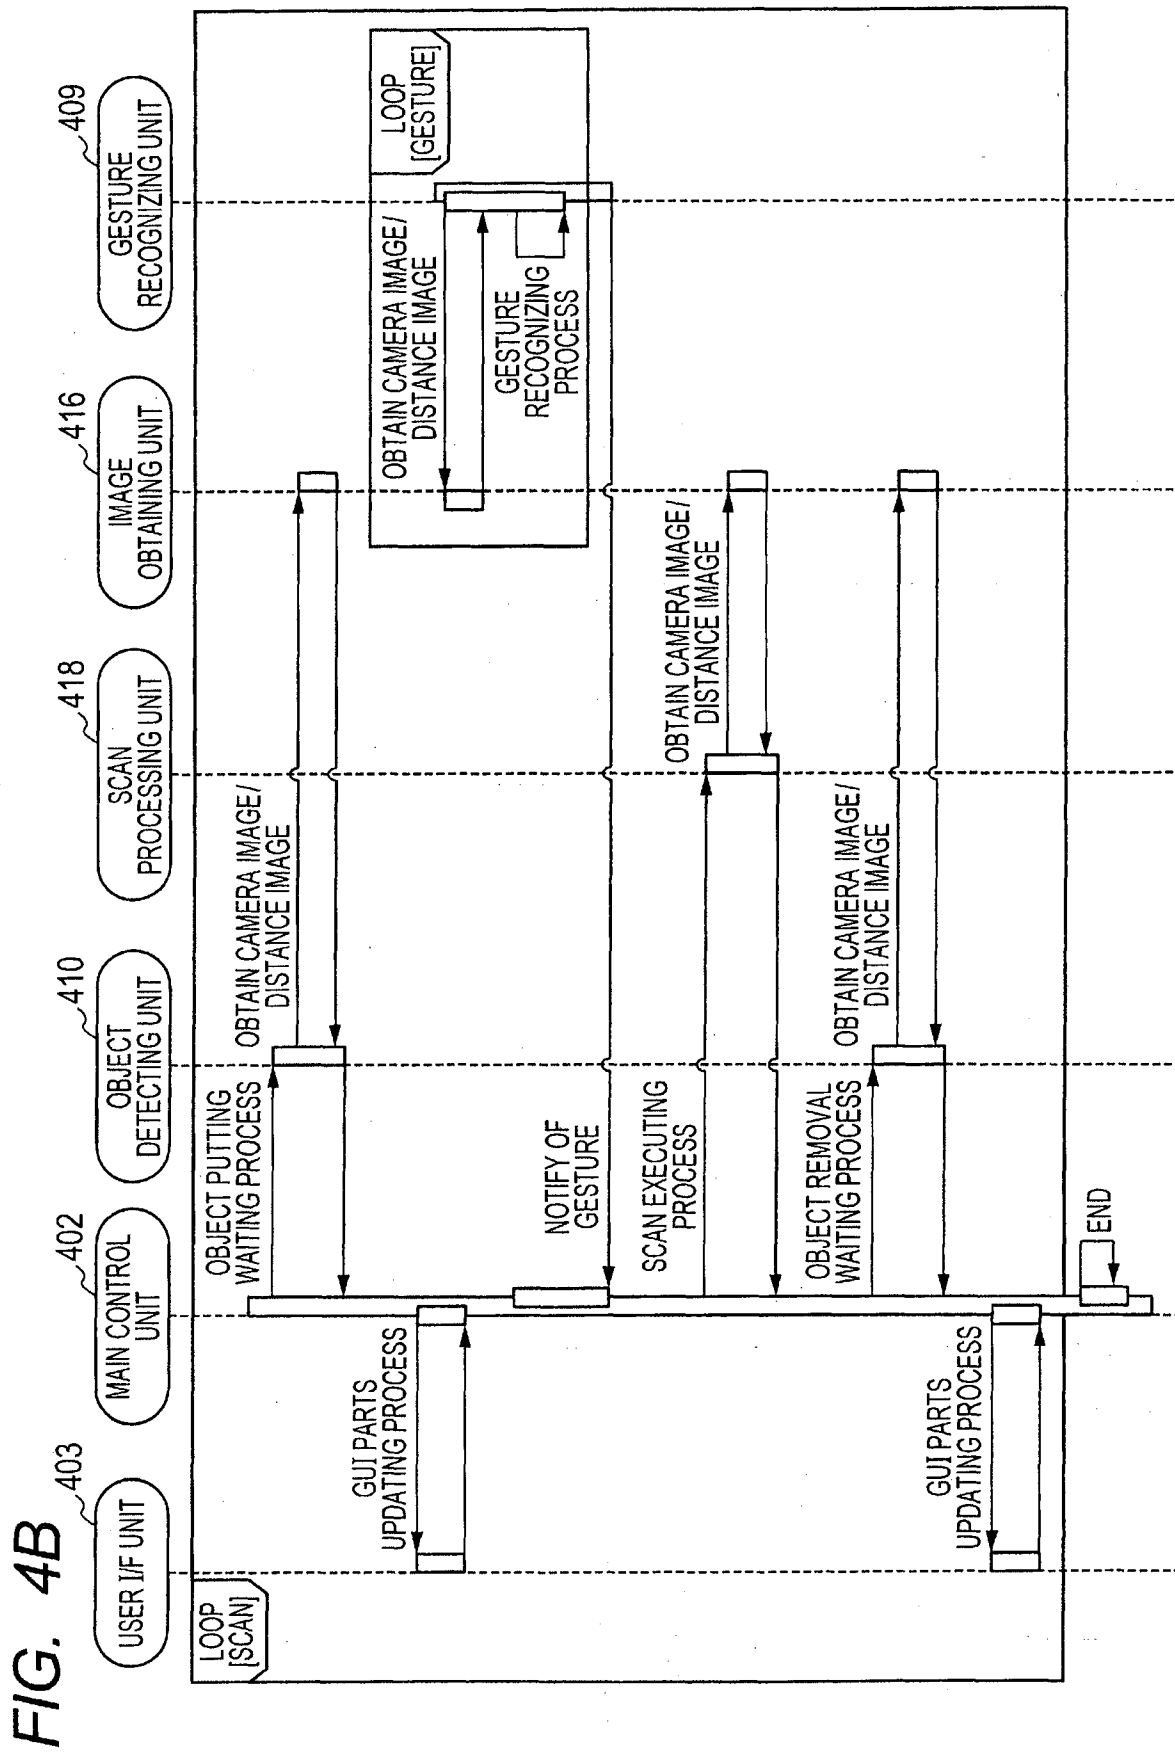 FIG. 4B
403
402
410
418
416
409
USER I/F UNIT
MAIN CONTROL
UNIT
OBJECT
DETECTING UNIT
SCAN
PROCESSING UNIT
IMAGE
OBTAINING UNIT
GESTURE
RECOGNIZING UNIT
LOOP
[SCAN]
OBJECT PUTTING
WAITING PROCESS
OBTAIN CAMERA IMAGE/
DISTANCE IMAGE
GUI PARTS
UPDATING PROCESS
LOOP
[GESTURE]
OBTAIN CAMERA IMAGE/
DISTANCE IMAGE
GESTURE
RECOGNIZING
PROCESS
NOTIFY OF
GESTURE
SCAN EXECUTING
PROCESS
OBTAIN CAMERA IMAGE/
DISTANCE IMAGE
OBJECT REMOVAL
WAITING PROCESS
OBTAIN CAMERA IMAGE/
DISTANCE IMAGE
GUI PARTS
UPDATING PROCESS
END